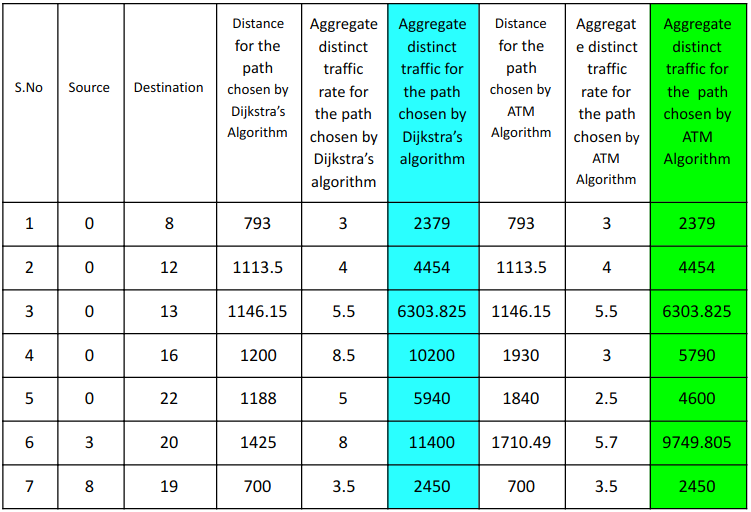 S.No Source Destination Distance for the path chosen by Dijkstra's Algorithm Aggregate distinct traffic rate for the path chosen by Dijkstra's algorithm Aggregate distinct traffic for the path chosen by Dijkstra's algorithm Distance for the path chosen by ATM Algorithm Aggregat e distinct traffic rate for the path chosen by ATM Algorithm Aggregate distinct traffic for the path chosen by ATM Algorithm
1 0 8 793 3 2379 793 3 2379
2 0 12 1113.5 4 4454 1113.5 4 4454
3 0 13 1146.15 5.5 6303.825 1146.15 5.5 6303.825
4 0 16 1200 8.5 10200 1930 3 5790
5 0 22 1188 5 5940 1840 2.5 4600
6 3 20 1425 8 11400 1710.49 5.7 9749.805
7 8 19 700 3.5 2450 700 3.5 2450